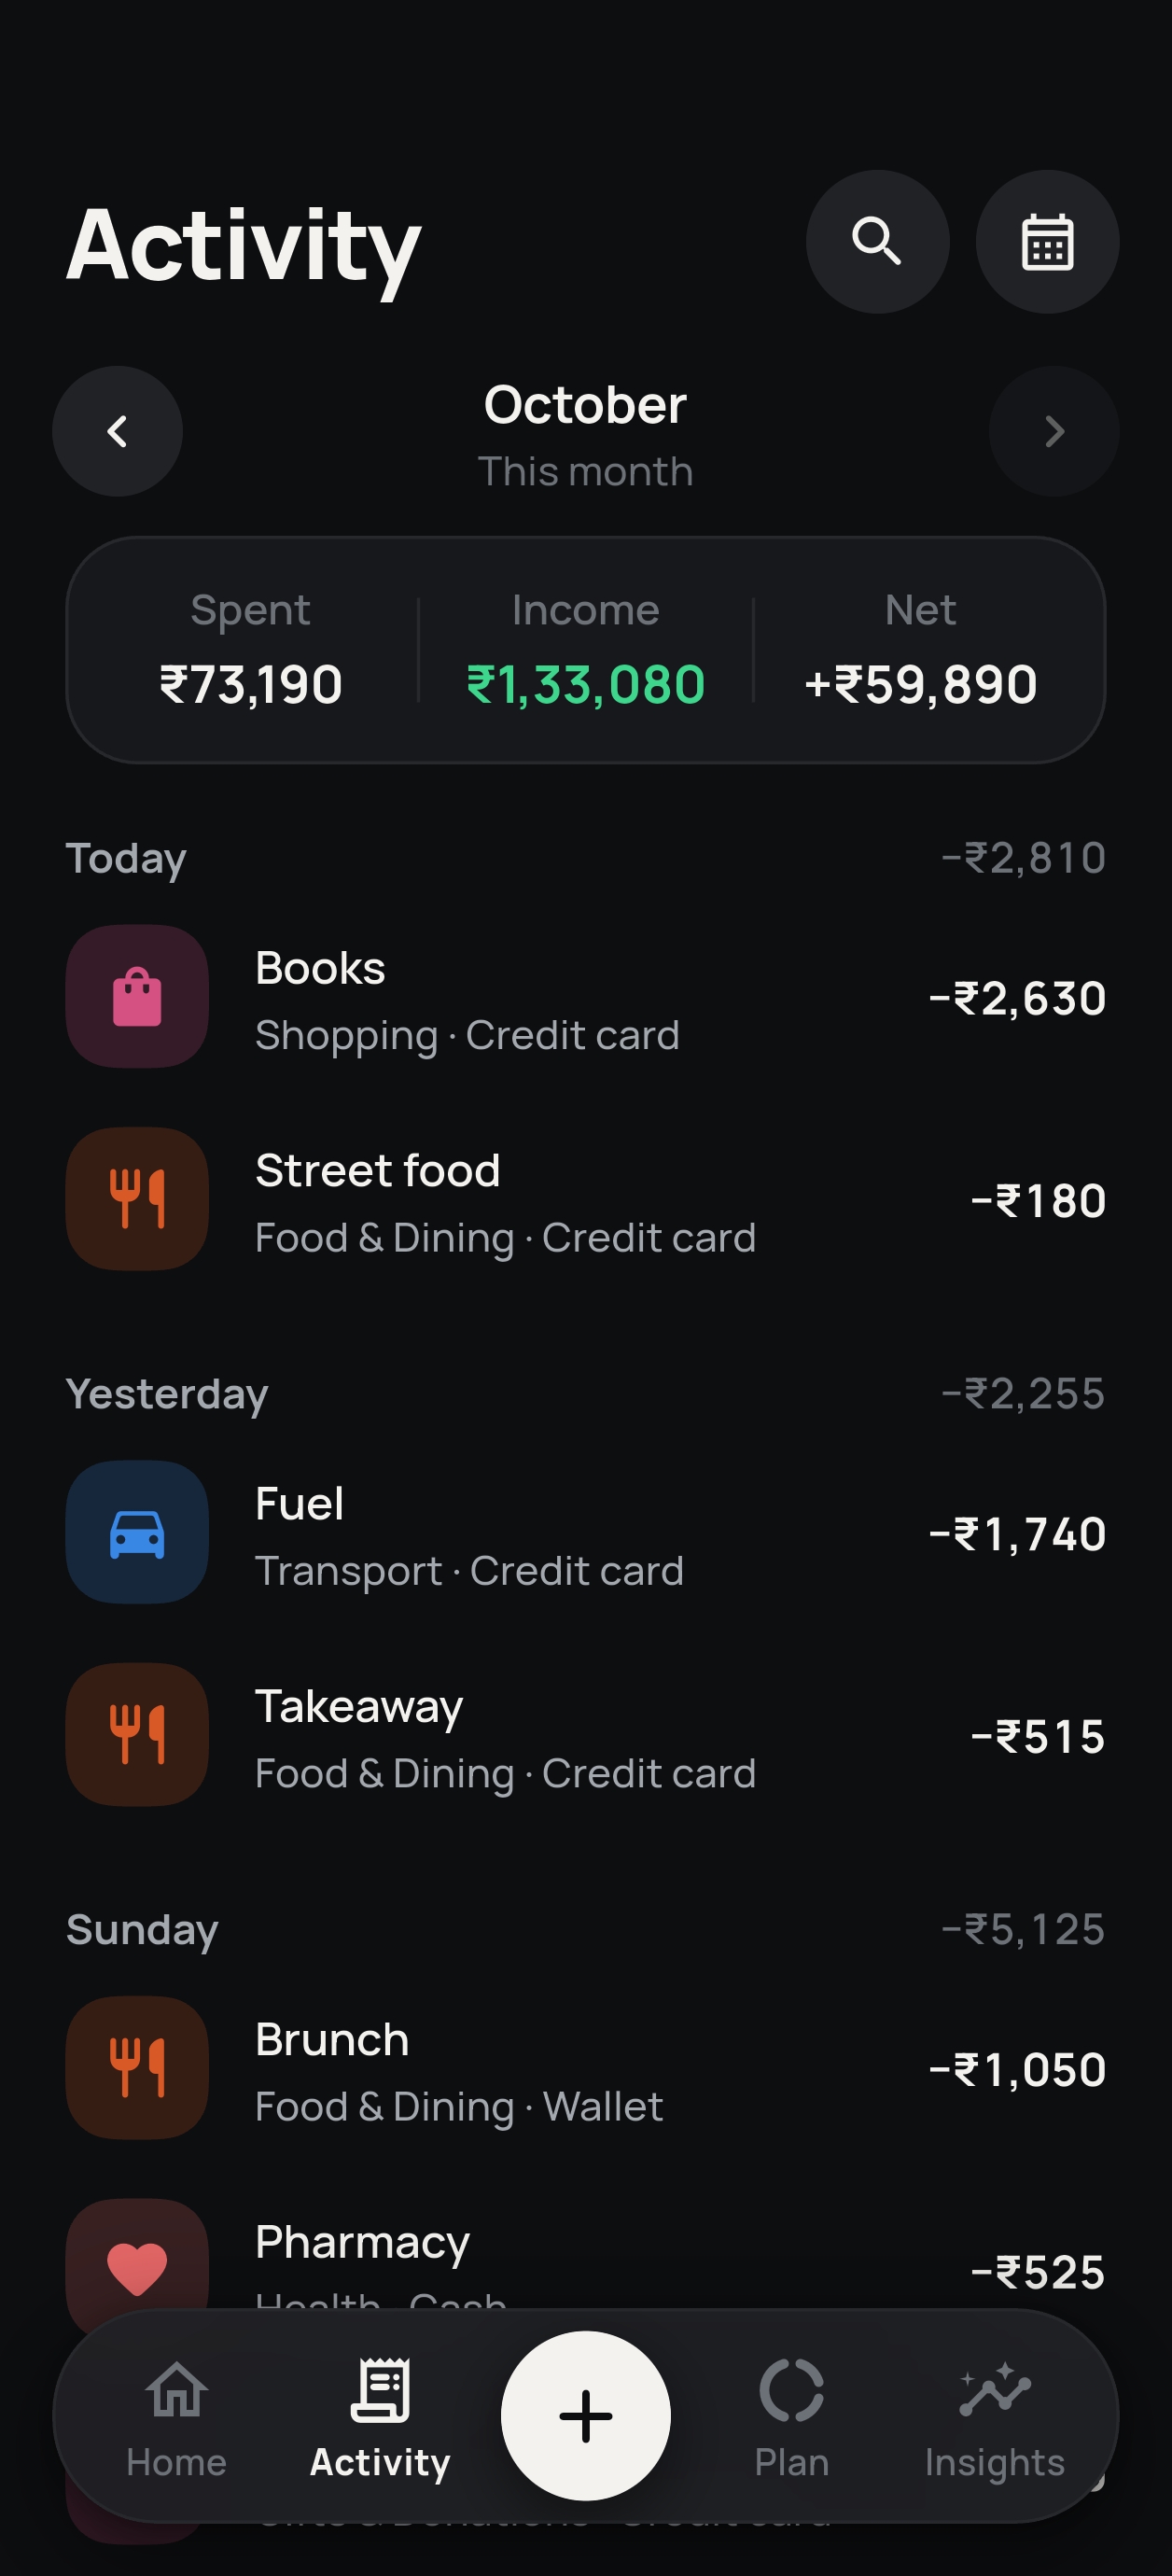 Activity
October
This month
Spent
Income
Net
₹73,190
₹1,33,080
+₹59,890
Today
−₹2,810
Books
−₹2,630
Shopping · Credit card
Street food
−₹180
Food & Dining · Credit card
Yesterday
−₹2,255
Fuel
−₹1,740
Transport · Credit card
Takeaway
−₹515
Food & Dining · Credit card
Sunday
−₹5,125
Brunch
−₹1,050
Food & Dining · Wallet
Pharmacy
−₹525
Health · Cash
Home
Activity
Plan
Insights